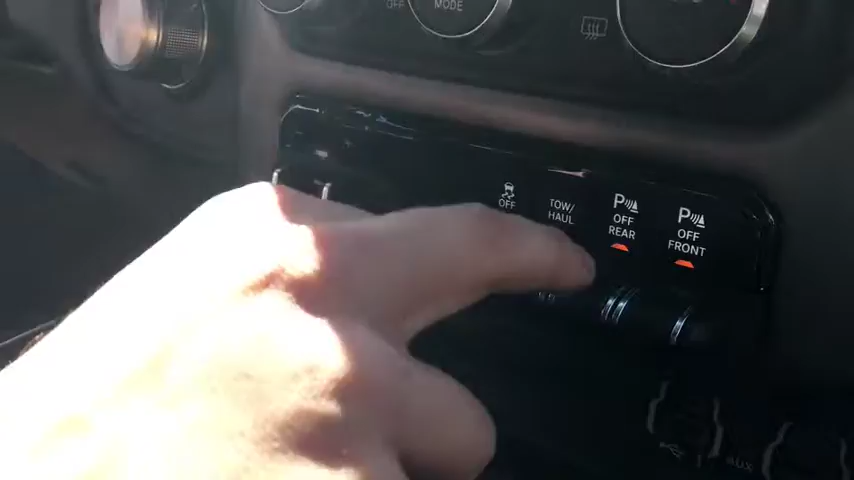 OFF
MODE
OFF
TOW/
HAUL
P
OFF
REAR
P
OFF
FRONT
AUX